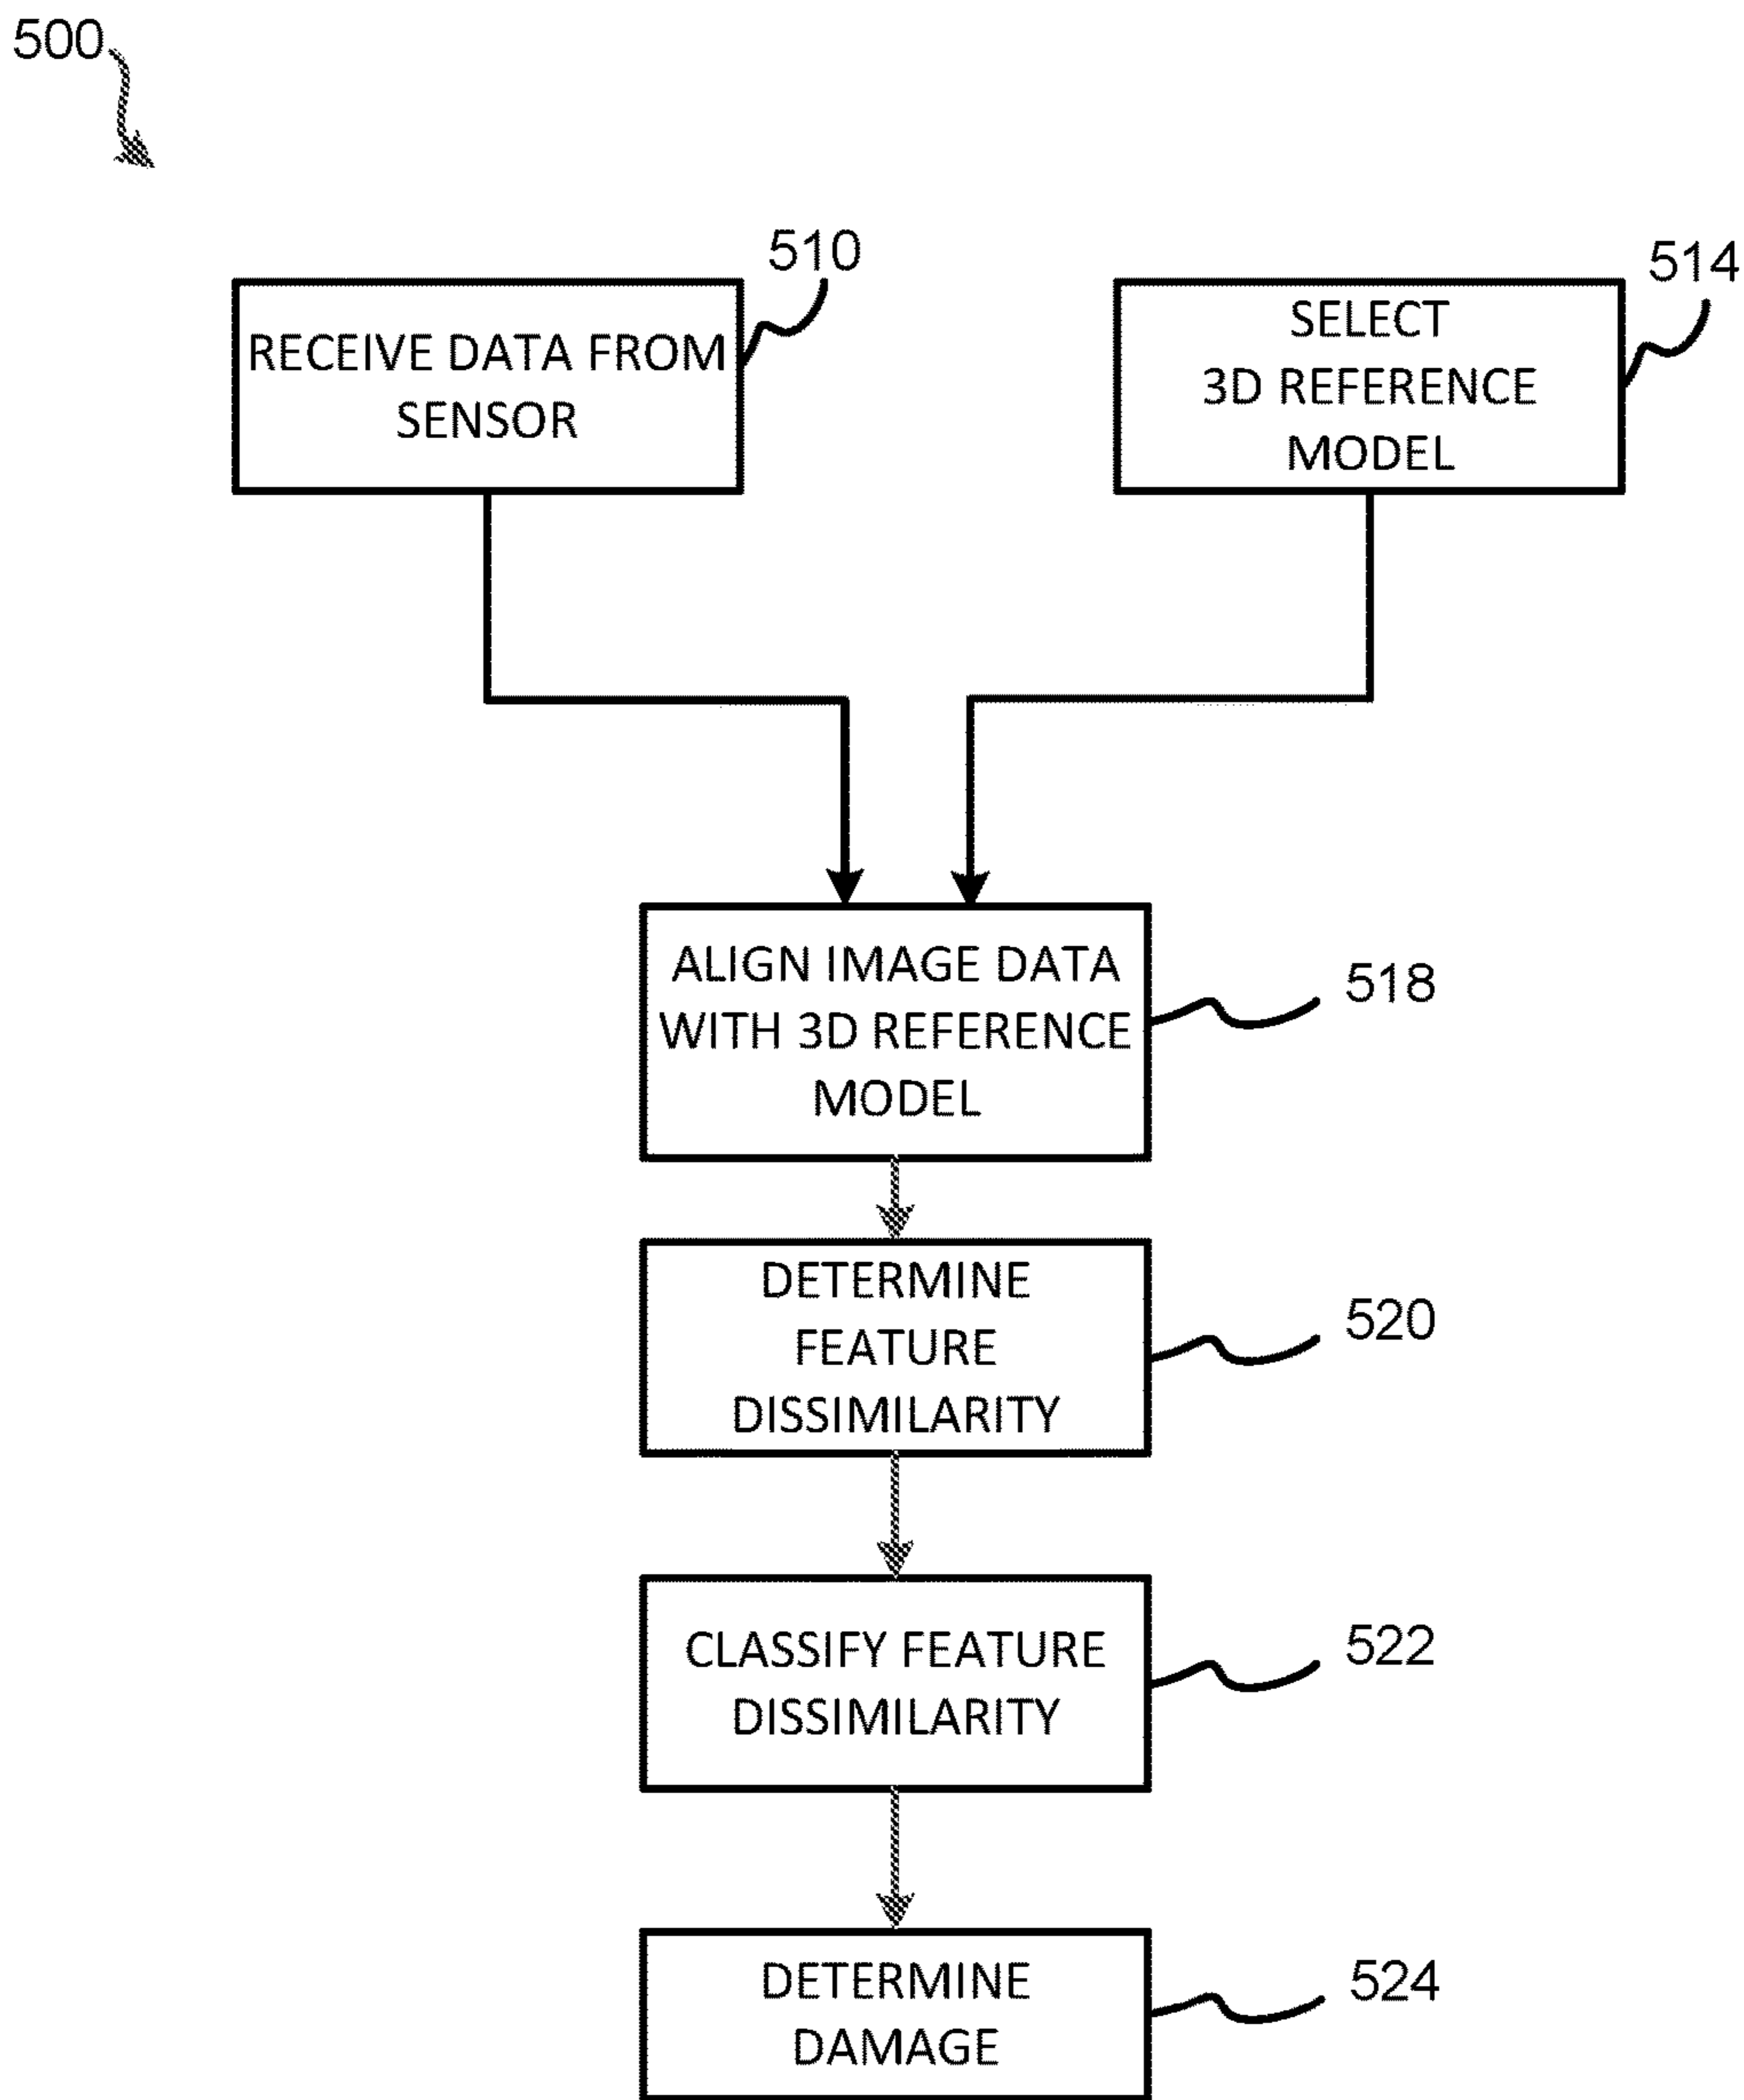 500
510
RECEIVE DATA FROM
SENSOR
514
SELECT
3D REFERENCE
MODEL
ALIGN IMAGE DATA
WITH 3D REFERENCE
MODEL
518
DETERMINE
FEATURE
DISSIMILARITY
520
CLASSIFY FEATURE
DISSIMILARITY
522
DETERMINE
DAMAGE
524